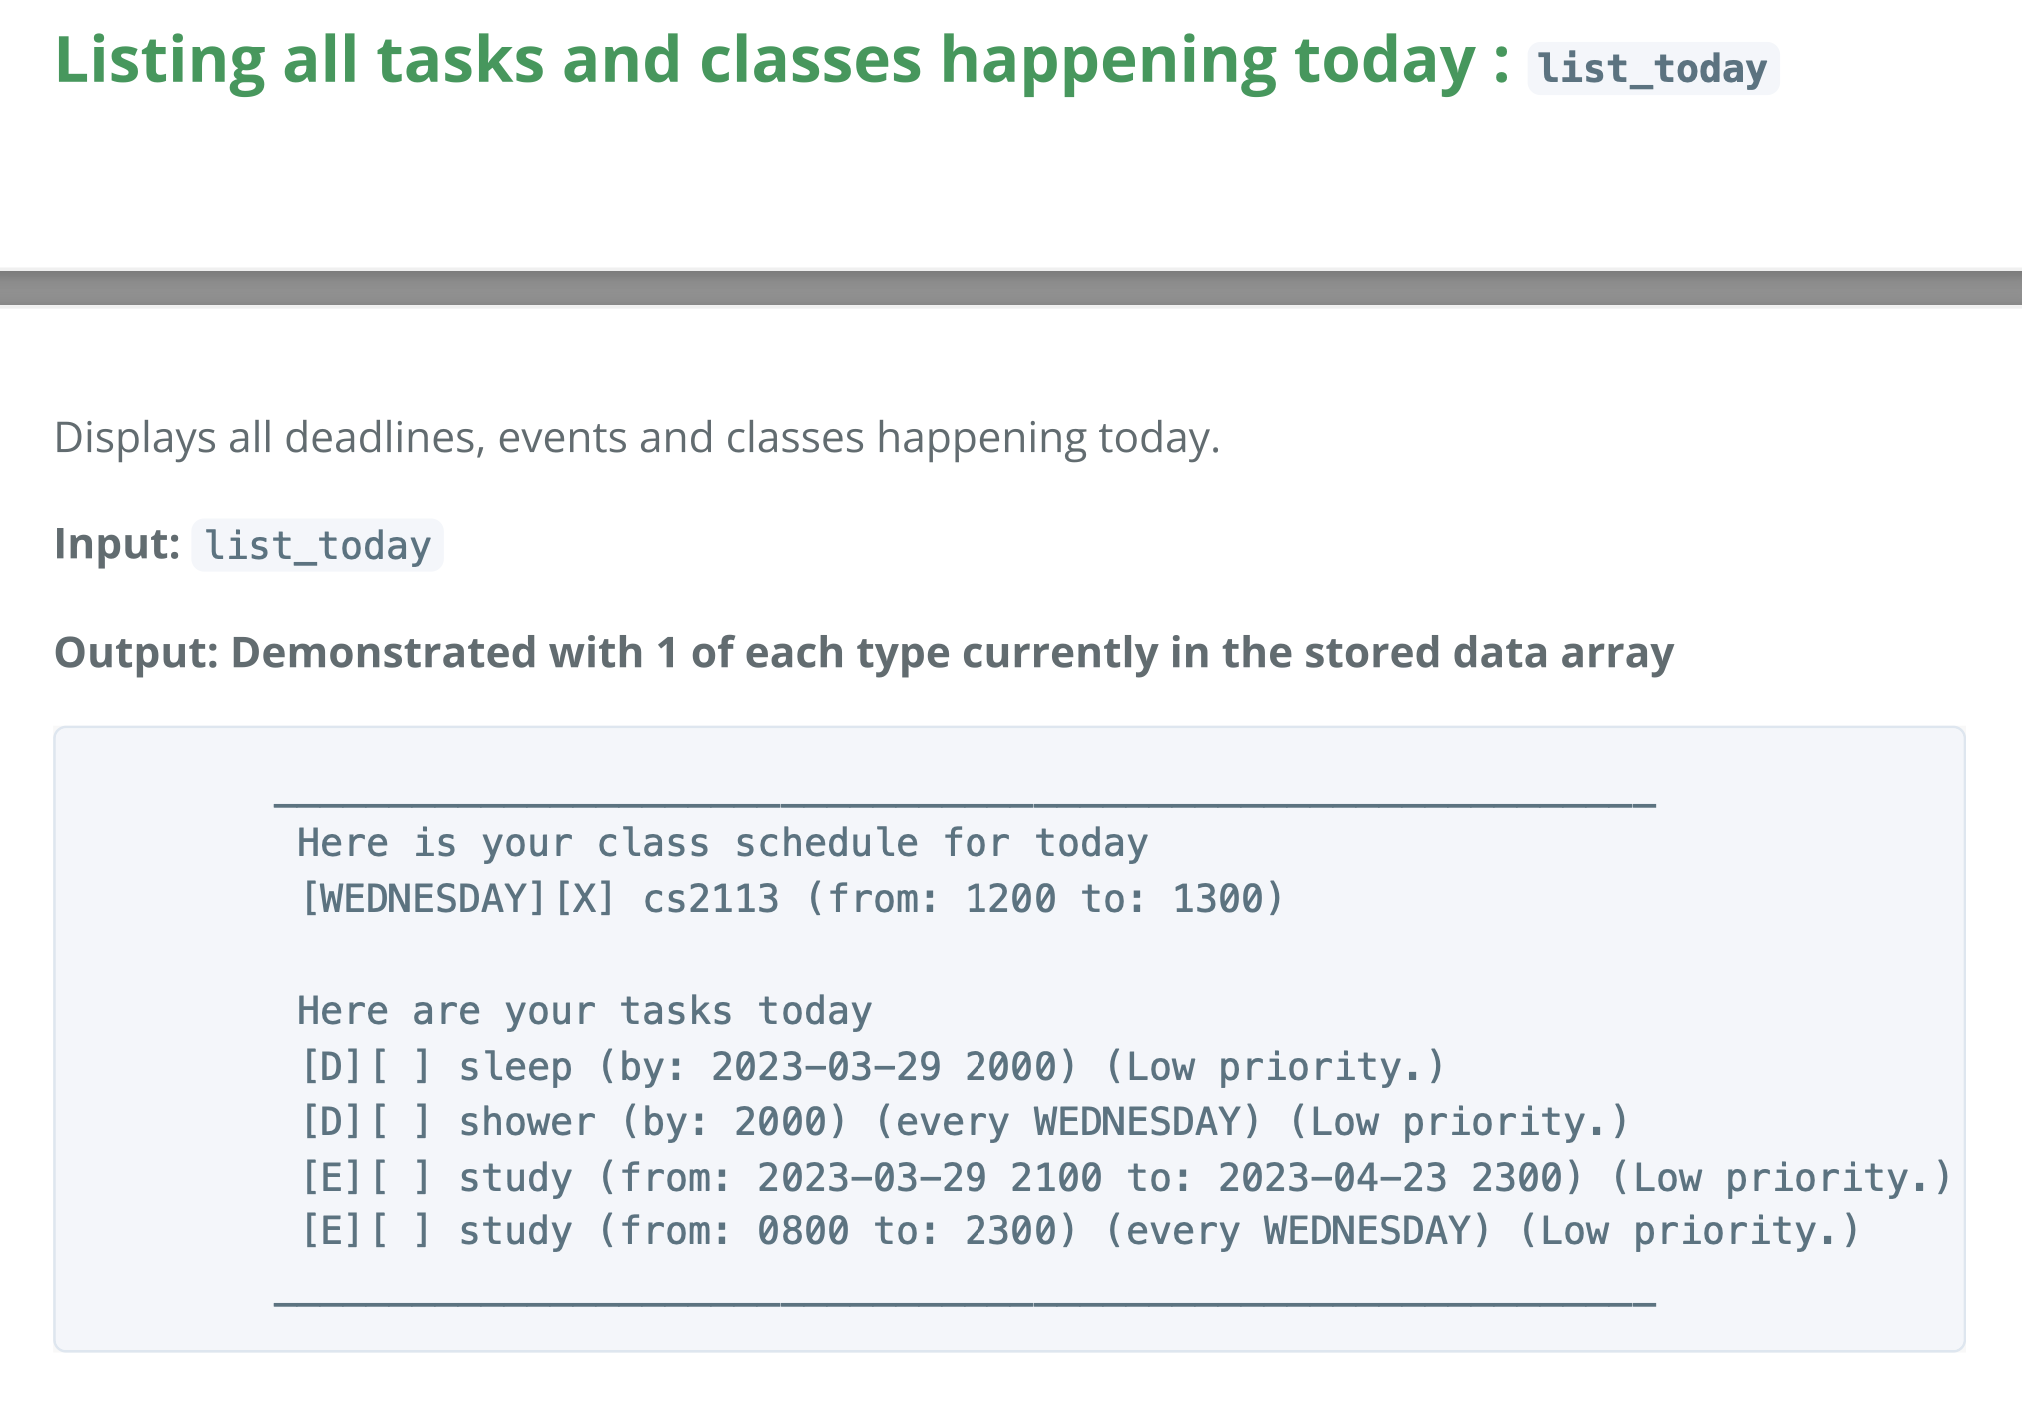 Listing all tasks and classes happening today : list_today
Displays all deadlines, events and classes happening today.
Input: list_today
Output: Demonstrated with 1 of each type currently in the stored data array
____________________________________________________________
Here is your class schedule for today
[WEDNESDAY][X] cs2113 (from: 1200 to: 1300)
Here are your tasks today
[D][ ] sleep (by: 2023-03-29 2000) (Low priority.)
[D][ ] shower (by: 2000) (every WEDNESDAY) (Low priority.)
[E][ ] study (from: 2023-03-29 2100 to: 2023-04-23 2300) (Low priority.)
[E][ ] study (from: 0800 to: 2300) (every WEDNESDAY) (Low priority.)
____________________________________________________________